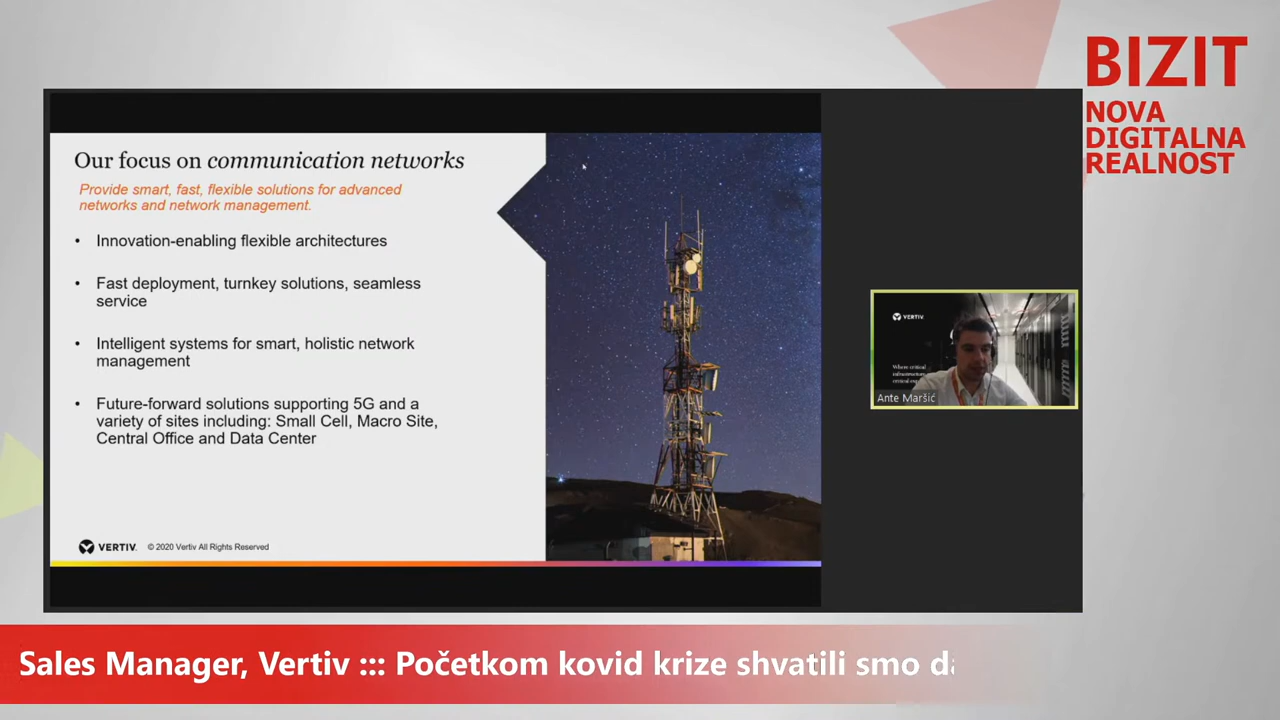 BIZIT
NOVA
DIGITALNA
REALNOST
Our focus on communication networks
Provide smart, fast, flexible solutions for advanced
networks and network management.
• Innovation-enabling flexible architectures
• Fast deployment, turnkey solutions, seamless
service
• Intelligent systems for smart, holistic network
management
• Future-forward solutions supporting 5G and a
variety of sites including: Small Cell, Macro Site,
Central Office and Data Center
VERTIV. © 2020 Vertiv All Rights Reserved
VERTIV.
Where critical
Ante Maršić
Sales Manager, Vertiv ::: Početkom kovid krize shvatili smo da